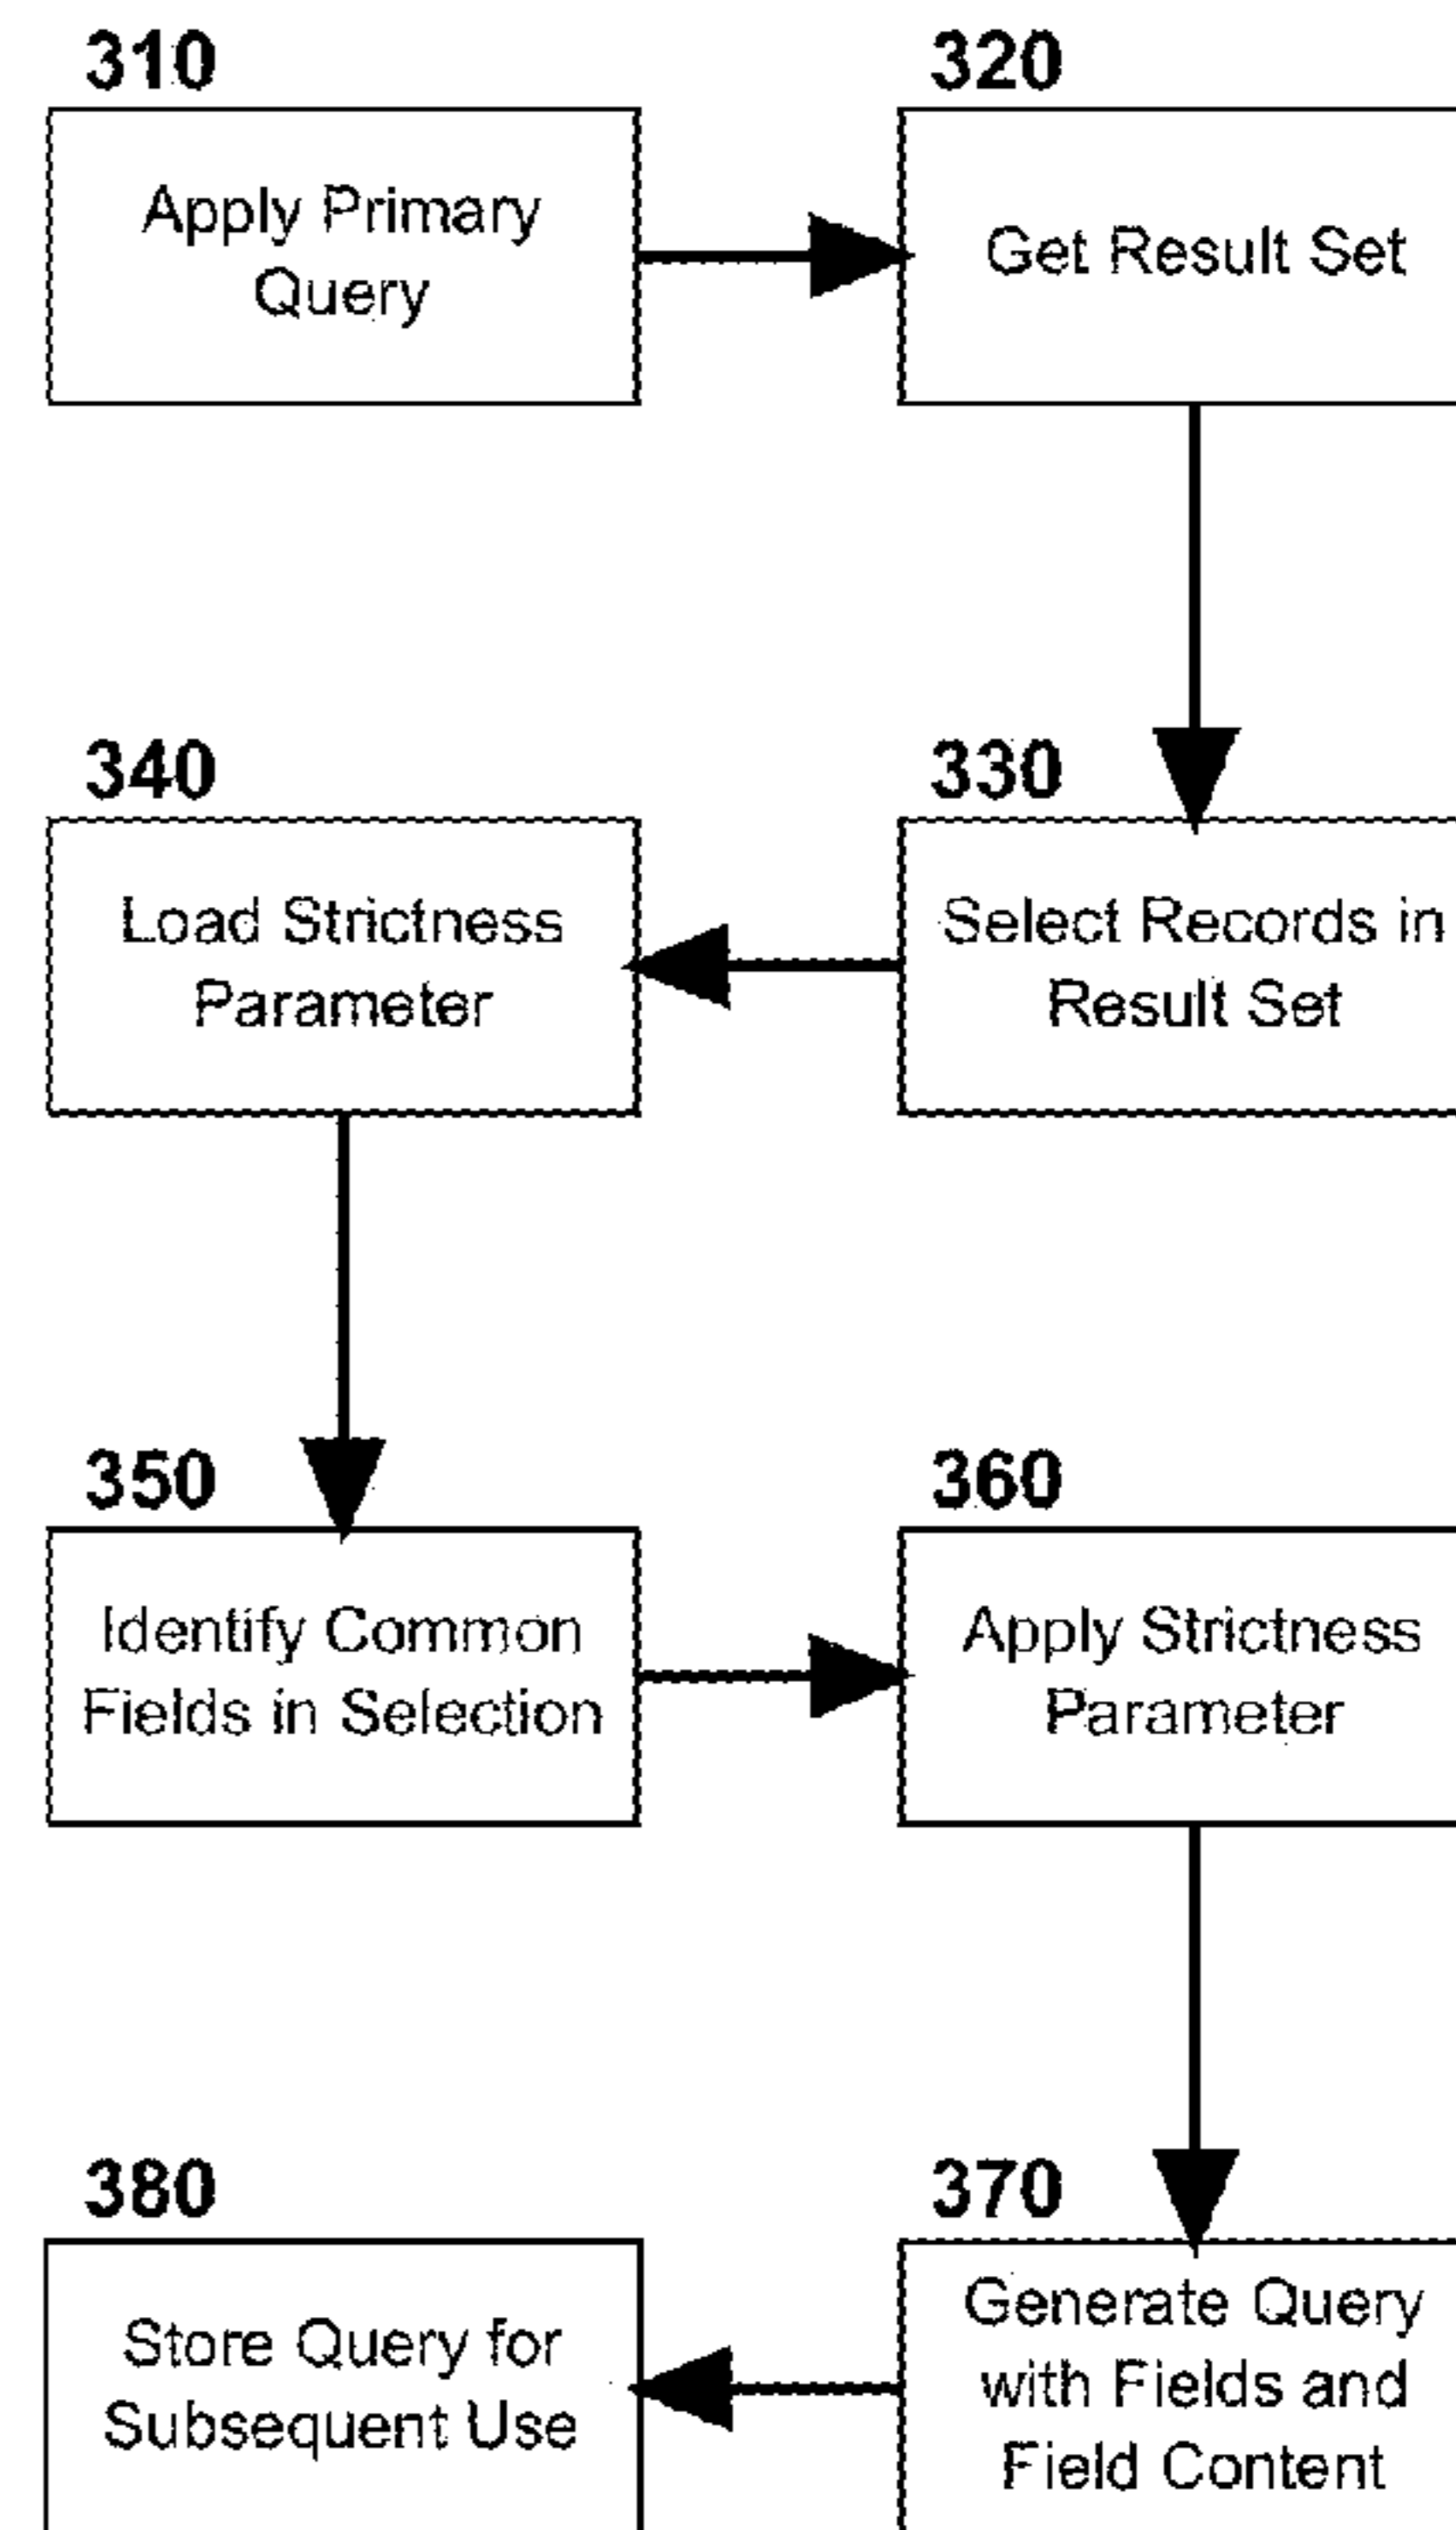 310
Apply Primary
Query
320
Get Result Set
330
Select Records in
Result Set
340
Load Strictness
Parameter
350
Identify Common
Fields in Selection
360
Apply Strictness
Parameter
370
Generate Query
with Fields and
Field Content
380
Store Query for
Subsequent Use